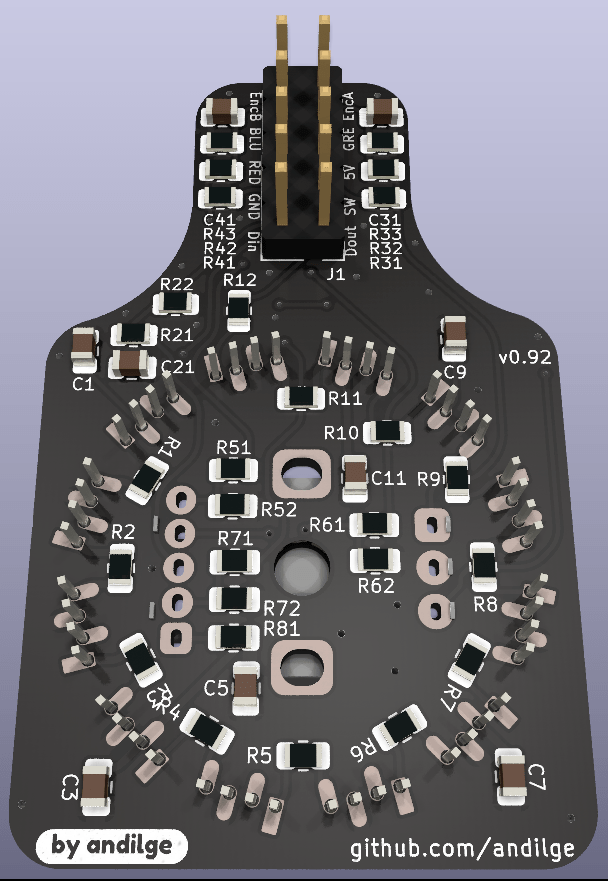 EncB BLU RED GND Din
EncA GRE 5V SW Dout
C41
R43
R42
R41
C31
R33
R32
R31
J1
R22
R12
R21
C21
C1
C9
v0.92
R11
R10
R1
R51
C11
R9
R52
R61
R2
R71
R62
R72
R8
R81
C5
R4
R7
R5
R6
C3
C7
by andilge
github.com/andilge